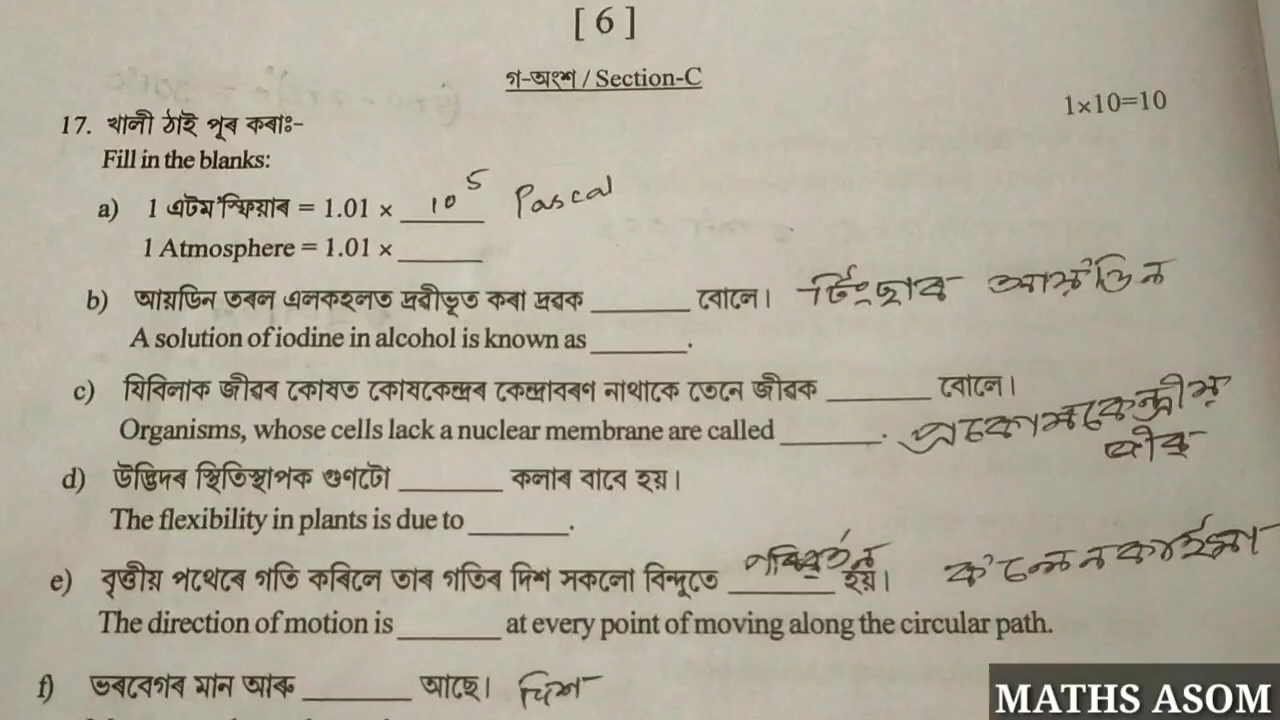 [ 6 ]
গ-অংশ / Section-C
1×10=10
17. খালী ঠাই পূৰ কৰাঃ-
Fill in the blanks:
a) 1 এটম'স্ফিয়াৰ = 1.01 × 10⁵ Pascal
1 Atmosphere = 1.01 × ______
b) আয়ডিন তৰল এলকহলত দ্ৰৱীভূত কৰা দ্ৰৱক ______ বোলে। টিংছাৰ আয়'ডিন
A solution of iodine in alcohol is known as ______.
c) যিবিলাক জীৱৰ কোষত কোষকেন্দ্ৰৰ কেন্দ্ৰাবৰণ নাথাকে তেনে জীৱক ______ বোলে।
Organisms, whose cells lack a nuclear membrane are called ______. প্ৰকোষকেন্দ্ৰীয়
জীৱ
d) উদ্ভিদৰ স্থিতিস্থাপক গুণটো ______ কলাৰ বাবে হয়।
The flexibility in plants is due to ______.
ক'লেনকাইমা
e) বৃত্তীয় পথেৰে গতি কৰিলে তাৰ গতিৰ দিশ সকলো বিন্দুতে পৰিৱৰ্তন হয়।
The direction of motion is ______ at every point of moving along the circular path.
f) ভৰবেগৰ মান আৰু ______ আছে। দিশ
MATHS ASOM